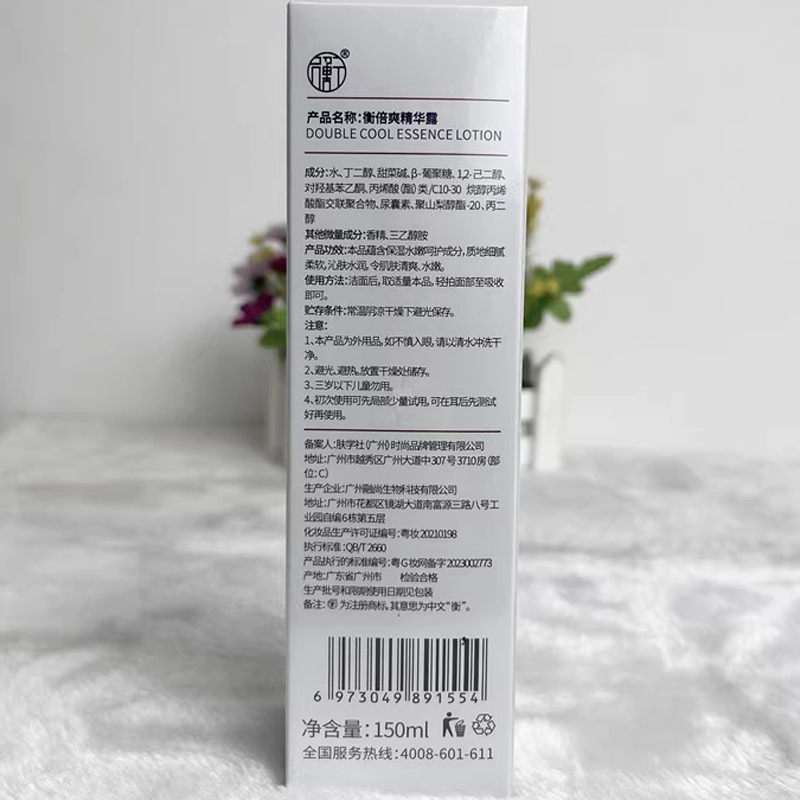 衡®
产品名称:衡倍爽精华露
DOUBLE COOL ESSENCE LOTION
成分:水、丁二醇、甜菜碱、β-葡聚糖、1,2-己二醇、
对羟基苯乙酮、丙烯酸(酯)类/C10-30 烷醇丙烯
酸酯交联聚合物、尿囊素、聚山梨醇酯-20、丙二
醇
其他微量成分:香精、三乙醇胺
产品功效:本品蕴含保湿水嫩呵护成分,质地细腻
柔软,沁肤水润,令肌肤清爽、水嫩。
使用方法:洁面后,取适量本品,轻拍面部至吸收
即可。
贮存条件:常温阴凉干燥下避光保存。
注意:
1、本产品为外用品,如不慎入眼,请以清水冲洗干
净。
2、避光、避热,放置干燥处储存。
3、三岁以下儿童勿用。
4、初次使用可先局部少量试用,可在耳后先测试
好再使用。
备案人:肤学社(广州)时尚品牌管理有限公司
地址:广州市越秀区广州大道中307号3710房(部
位:C)
生产企业:广州融尚生物科技有限公司
地址:广州市花都区镜湖大道南富源三路八号工
业园自编6栋第五层
化妆品生产许可证编号:粤妆20210198
执行标准:QB/T 2660
产品执行的标准编号:粤G妆网备字2023002773
产地:广东省广州市 检验合格
生产批号和限期使用日期见包装
备注:衡为注册商标,其意思为中文“衡”。
6 973049 891554
净含量:150ml
全国服务热线:4008-601-611